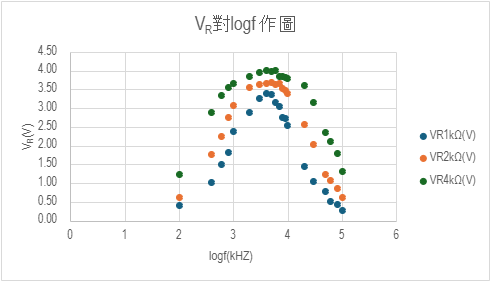 VR對logf 作圖
4.50
4.00
3.50
3.00
2.50
2.00
1.50
1.00
0.50
0.00
VR(V)
0 1 2 3 4 5 6
logf(kHZ)
VR1kΩ(V)
VR2kΩ(V)
VR4kΩ(V)